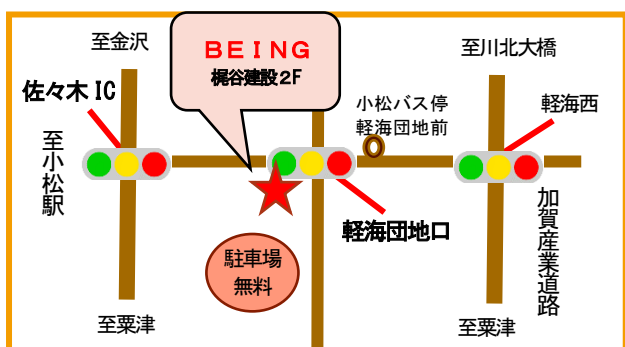 至金沢
BEING
梶谷建設2F
至川北大橋
佐々木IC
小松バス停
軽海団地前
軽海西
至小松駅
軽海団地口
加賀産業道路
駐車場
無料
至粟津
至粟津